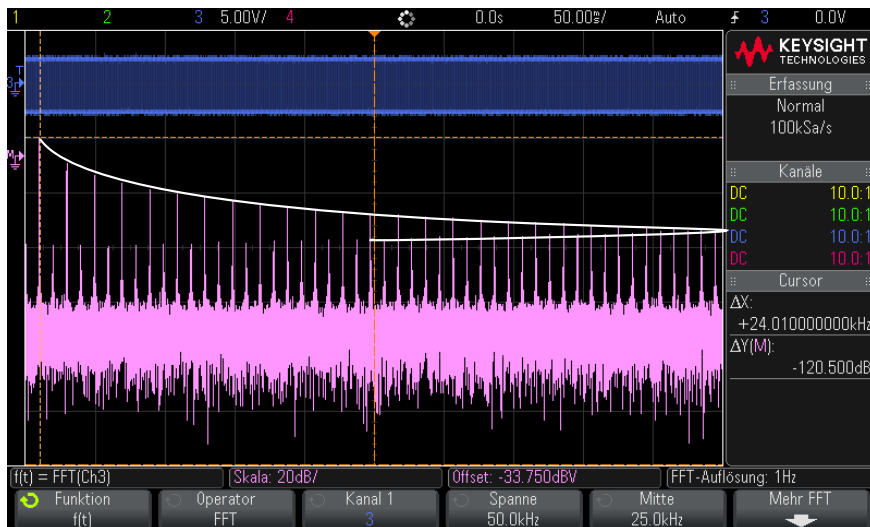 1 2 3 5.00V/ 4 0.0s 50.00ms/ Auto 3 0.0V
KEYSIGHT
TECHNOLOGIES
Erfassung
Normal
100kSa/s
Kanäle
DC 10.0:1
DC 10.0:1
DC 10.0:1
DC 10.0:1
Cursor
ΔX:
+24.010000000kHz
ΔY(M):
-120.500dB
T
3
M
f(t) = FFT(Ch3) Skala: 20dB/ Offset: -33.750dBV FFT-Auflösung: 1Hz
Funktion Operator Kanal 1 Spanne Mitte Mehr FFT
f(t) FFT 3 50.0kHz 25.0kHz